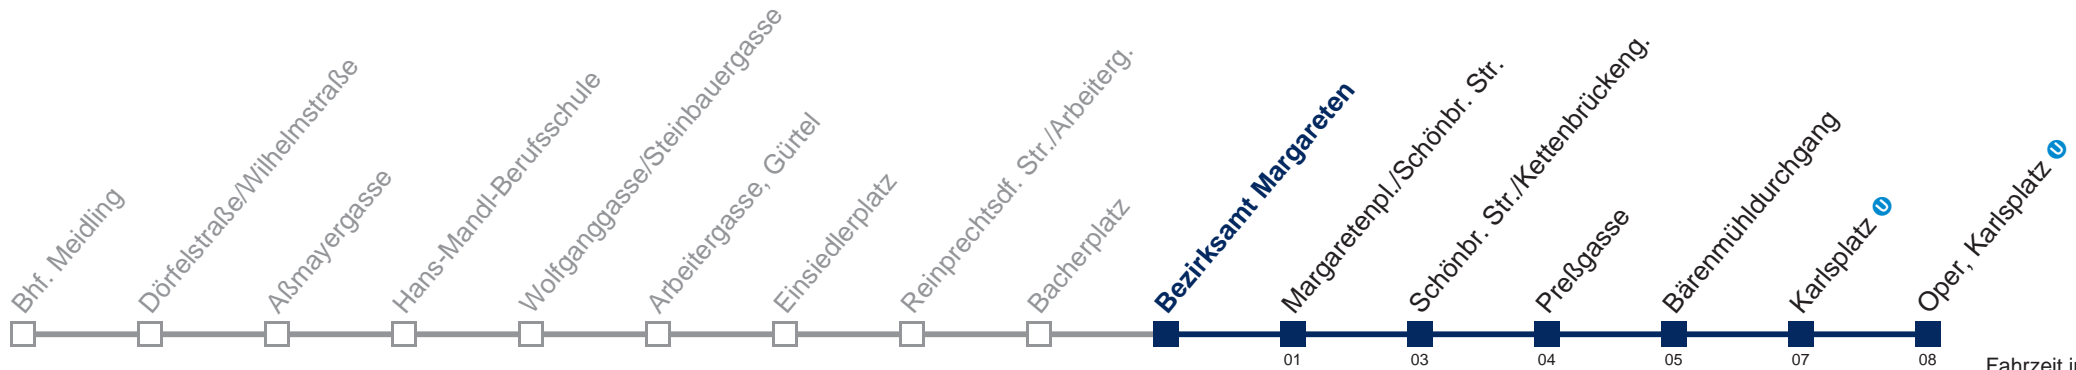 Bhf. Meidling
Dörfelstraße/Wilhelmstraße
Aßmayergasse
Hans-Mandl-Berufsschule
Wolfganggasse/Steinbauergasse
Arbeitergasse, Gürtel
Einsiedlerplatz
Reinprechtsdf. Str./Arbeiterg.
Bacherplatz
Bezirksamt Margareten
Margaretenpl./Schönbr. Str.
Schönbr. Str./Kettenbrückeng.
Preßgasse
Bärenmühldurchgang
Karlsplatz U
Oper, Karlsplatz U
01 03 04 05 07 08
Fahrzeit